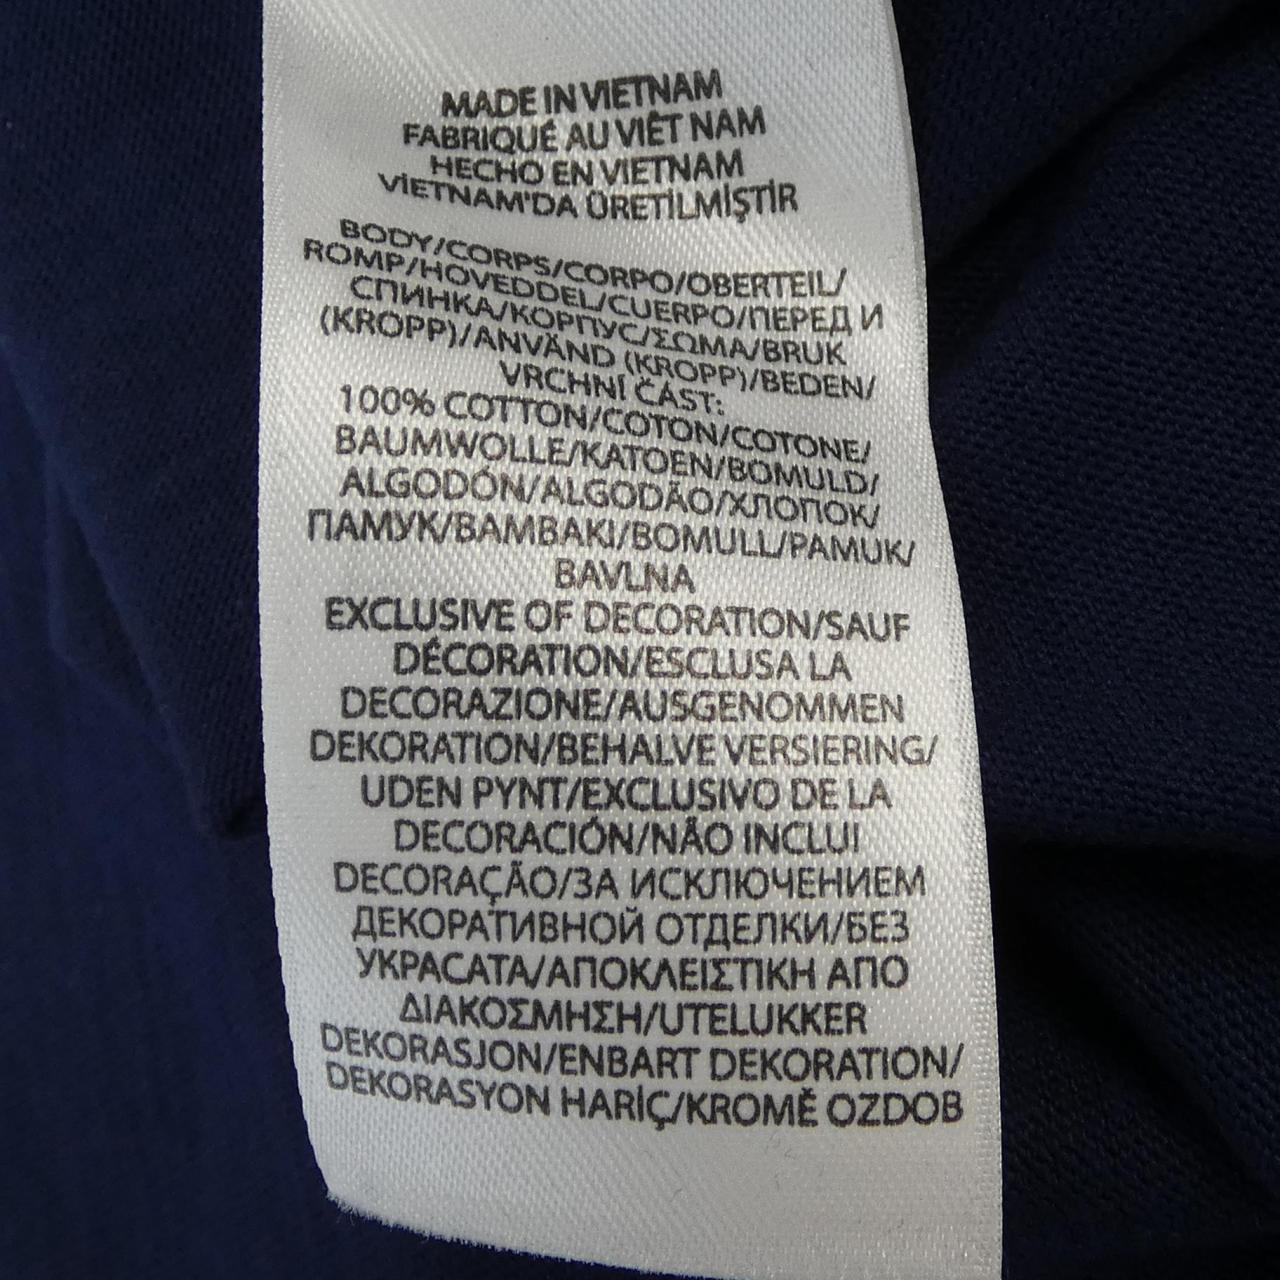 MADE IN VIETNAM
FABRIQUÉ AU VIÊT NAM
HECHO EN VIETNAM
VİETNAM'DA ÜRETİLMİŞTİR
BODY/CORPS/CORPO/OBERTEIL/
ROMP/HOVEDDEL/CUERPO/ПЕРЕД И
СПИНКА/КОРПУС/ΣΩΜΑ/BRUK
(KROPP)/ANVÄND (KROPP)/BEDEN/
VRCHNÍ ČÁST:
100% COTTON/COTON/COTONE/
BAUMWOLLE/KATOEN/BOMULD/
ALGODÓN/ALGODÃO/ХЛОПОК/
ПАМУК/ΒΑΜΒΑΚΙ/BOMULL/PAMUK/
BAVLNA
EXCLUSIVE OF DECORATION/SAUF
DÉCORATION/ESCLUSA LA
DECORAZIONE/AUSGENOMMEN
DEKORATION/BEHALVE VERSIERING/
UDEN PYNT/EXCLUSIVO DE LA
DECORACIÓN/NÃO INCLUI
DECORAÇÃO/ЗА ИСКЛЮЧЕНИЕМ
ДЕКОРАТИВНОЙ ОТДЕЛКИ/БЕЗ
УКРАСАТА/ΑΠΟΚΛΕΙΣΤΙΚΗ ΑΠΟ
ΔΙΑΚΟΣΜΗΣΗ/UTELUKKER
DEKORASJON/ENBART DEKORATION/
DEKORASYON HARİÇ/KROMĚ OZDOB